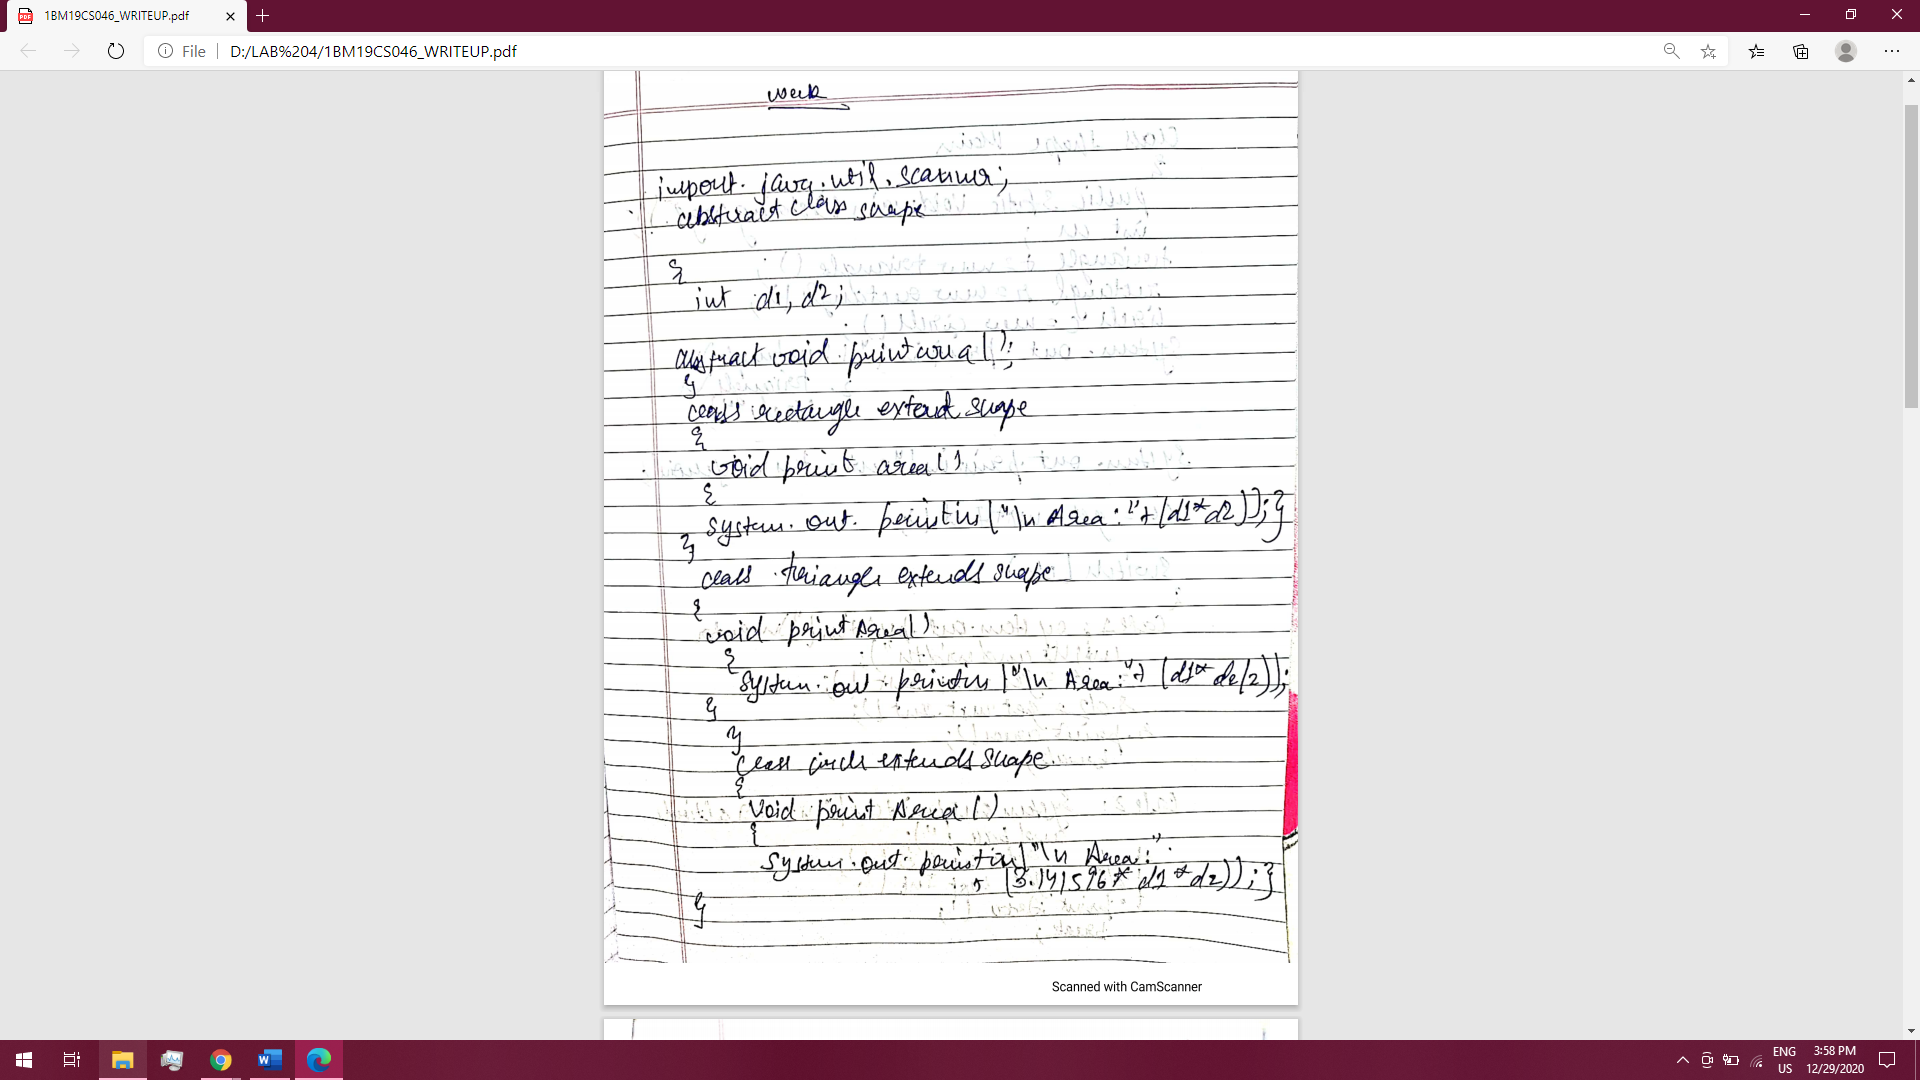 1BM19CS046_WRITEUP.pdf
File D:/LAB%204/1BM19CS046_WRITEUP.pdf
week
import. java.util.scanner;
abstract class shape
{
int d1, d2;
abstract void printarea();
}
class rectangle extend shape
{
void print area()
{
System.out. println("\n Area:"+(d1*d2));}
}
class triangle extends shape
{
void print Area()
{
System.out.println("\n Area:"+(d1*d2/2));
}
}
class circle extends shape.
{
void print Area()
{
System.out.println("\n Area:"
+ (3.141596*d1*d2));}
}
Scanned with CamScanner
ENG
US
3:58 PM
12/29/2020